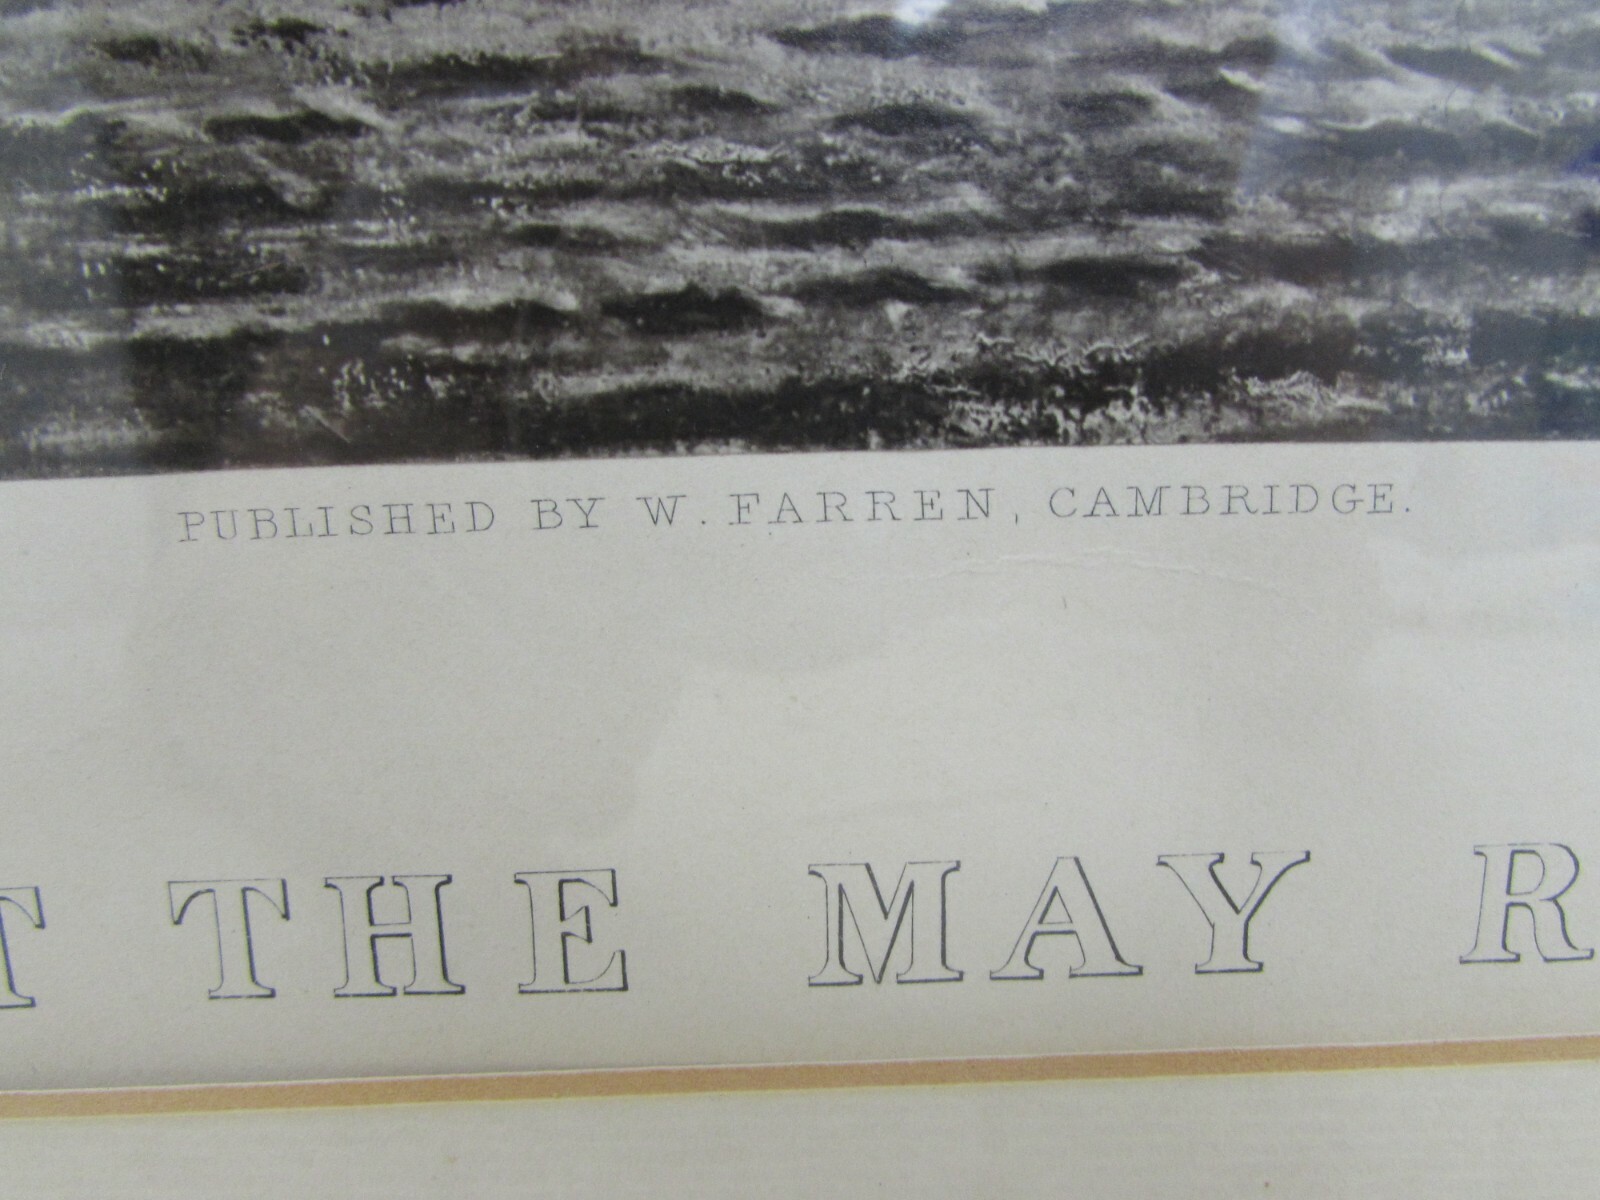 PUBLISHED BY W. FARREN, CAMBRIDGE.
T THE MAY R